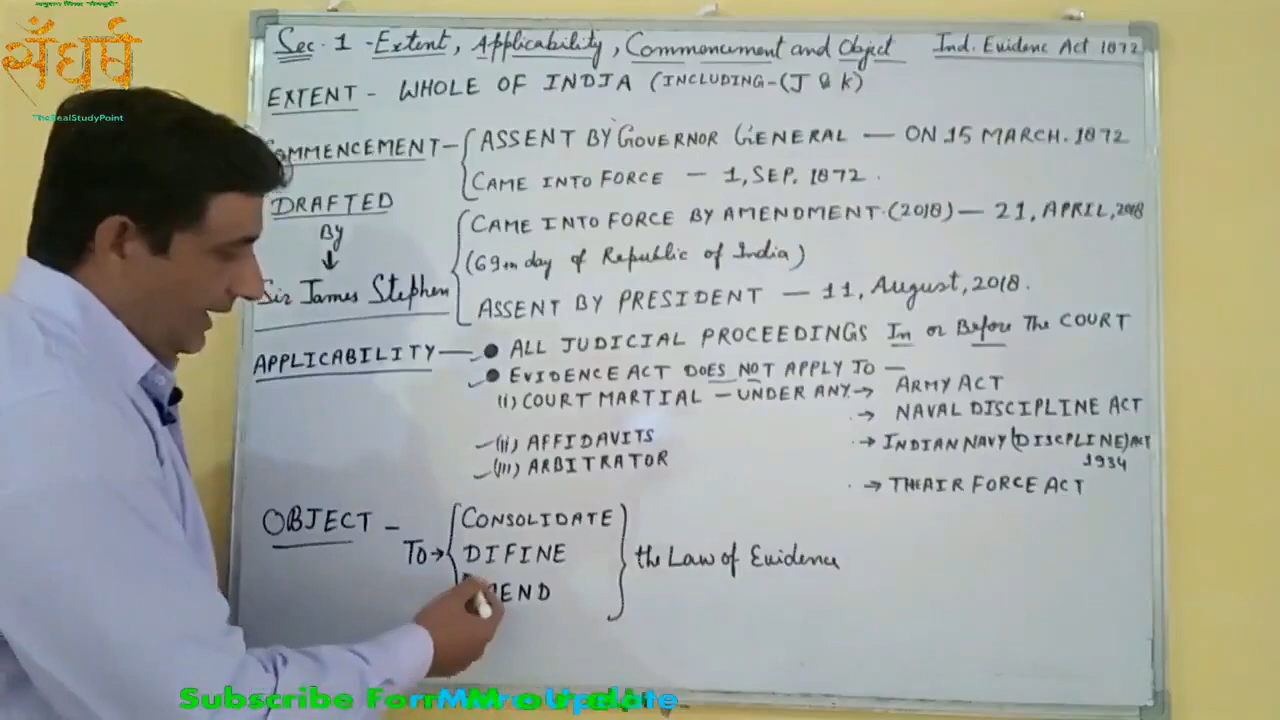 संघर्ष
TheRealStudyPoint
Sec. 1 - Extent, Applicability, Commencement and Object Ind. Evidenc Act 1872
EXTENT - WHOLE OF INDIA (INCLUDING-(J & K)
COMMENCEMENT - ASSENT BY GOVERNOR GENERAL — ON 15 MARCH. 1872
CAME INTO FORCE - 1, SEP. 1872.
DRAFTED
By
↓
Sir James Stephen
CAME INTO FORCE BY AMENDMENT (2018) — 21, APRIL, 2018
(69th day of Republic of India)
ASSENT BY PRESIDENT — 11, August, 2018.
APPLICABILITY — ● ALL JUDICIAL PROCEEDINGS In or Before The COURT
● EVIDENCE ACT DOES NOT APPLY TO —
(i) COURT MARTIAL - UNDER ANY → ARMY ACT
→ NAVAL DISCIPLINE ACT
→ INDIAN NAVY (DISCPLINE) ACT
1934
→ THE AIR FORCE ACT
(ii) AFFIDAVITS
(iii) ARBITRATOR
OBJECT - To → CONSOLIDATE
DIFINE
the Law of Evidence
Subscribe For
Update